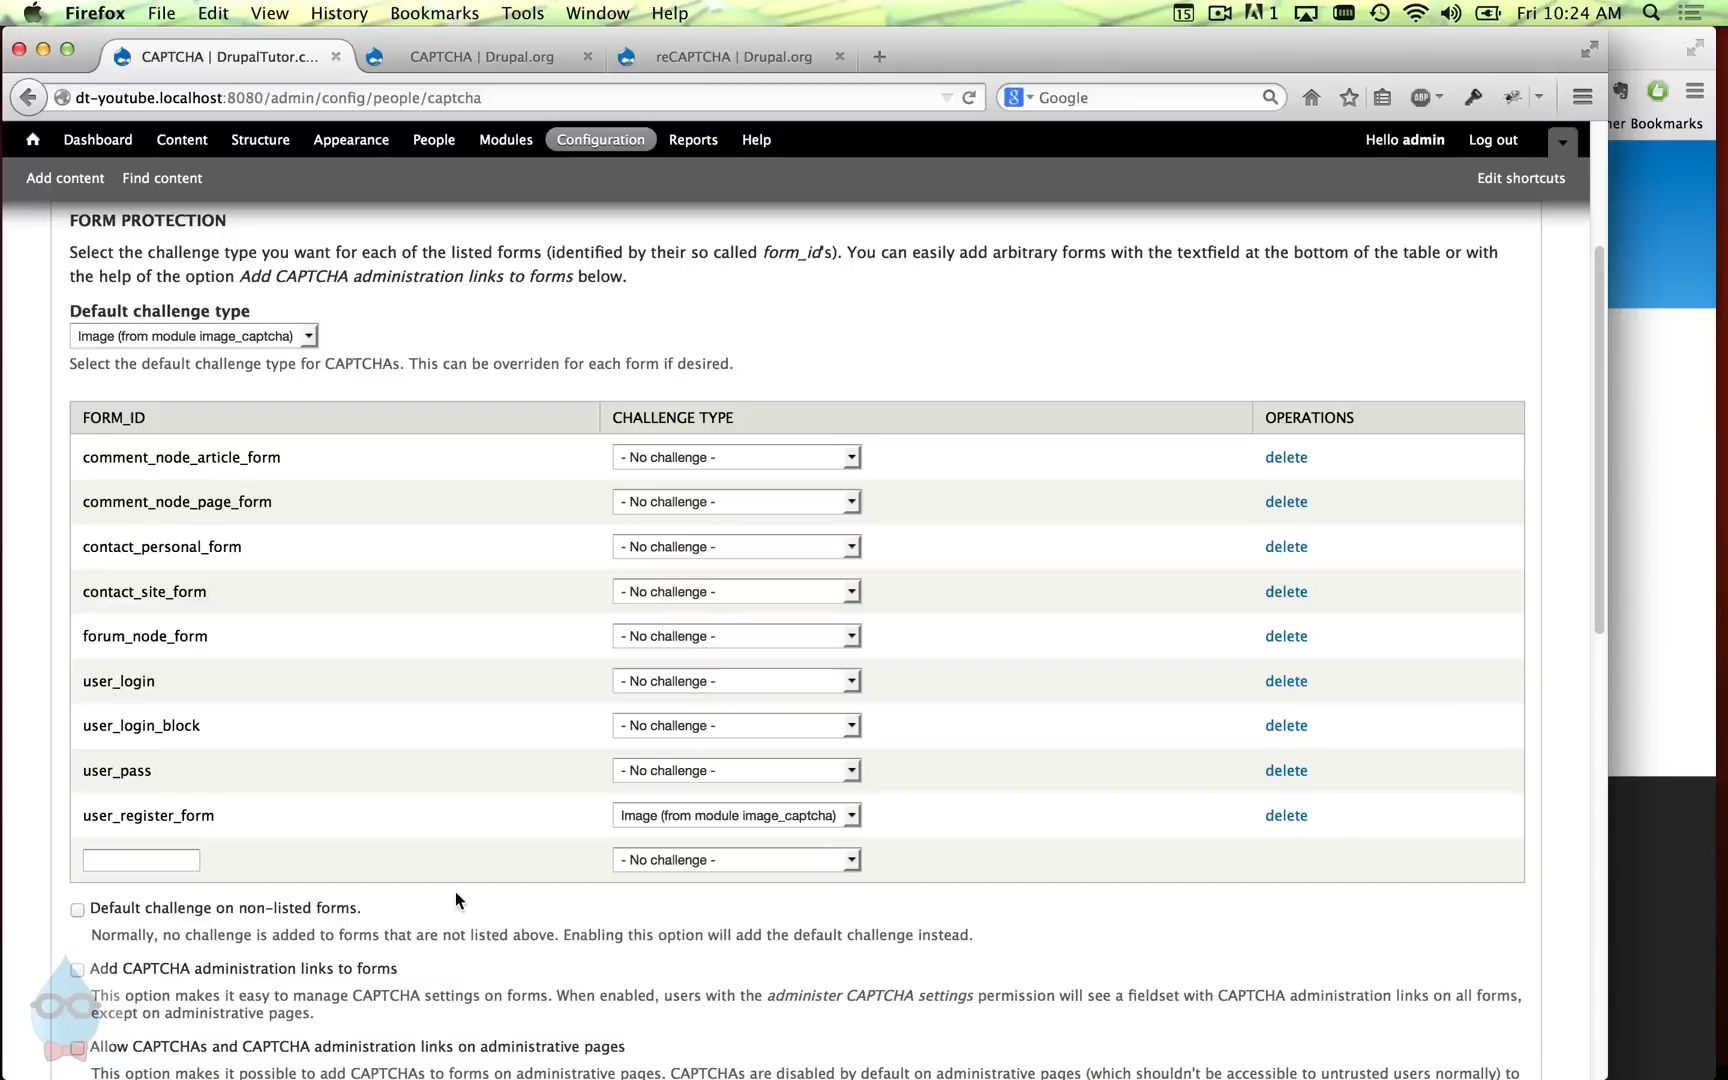 Firefox File Edit View History Bookmarks Tools Window Help 15 1 Fri 10:24 AM
CAPTCHA | DrupalTutor.c... CAPTCHA | Drupal.org reCAPTCHA | Drupal.org
dt-youtube.localhost:8080/admin/config/people/captcha Google ABP
er Bookmarks
Dashboard Content Structure Appearance People Modules Configuration Reports Help Hello admin Log out
Add content Find content Edit shortcuts
FORM PROTECTION
Select the challenge type you want for each of the listed forms (identified by their so called form_id's). You can easily add arbitrary forms with the textfield at the bottom of the table or with
the help of the option Add CAPTCHA administration links to forms below.
Default challenge type
Image (from module image_captcha)
Select the default challenge type for CAPTCHAs. This can be overriden for each form if desired.
FORM_ID CHALLENGE TYPE OPERATIONS
comment_node_article_form - No challenge - delete
comment_node_page_form - No challenge - delete
contact_personal_form - No challenge - delete
contact_site_form - No challenge - delete
forum_node_form - No challenge - delete
user_login - No challenge - delete
user_login_block - No challenge - delete
user_pass - No challenge - delete
user_register_form Image (from module image_captcha) delete
- No challenge -
Default challenge on non-listed forms.
Normally, no challenge is added to forms that are not listed above. Enabling this option will add the default challenge instead.
Add CAPTCHA administration links to forms
This option makes it easy to manage CAPTCHA settings on forms. When enabled, users with the administer CAPTCHA settings permission will see a fieldset with CAPTCHA administration links on all forms,
except on administrative pages.
Allow CAPTCHAs and CAPTCHA administration links on administrative pages
This option makes it possible to add CAPTCHAs to forms on administrative pages. CAPTCHAs are disabled by default on administrative pages (which shouldn't be accessible to untrusted users normally) to